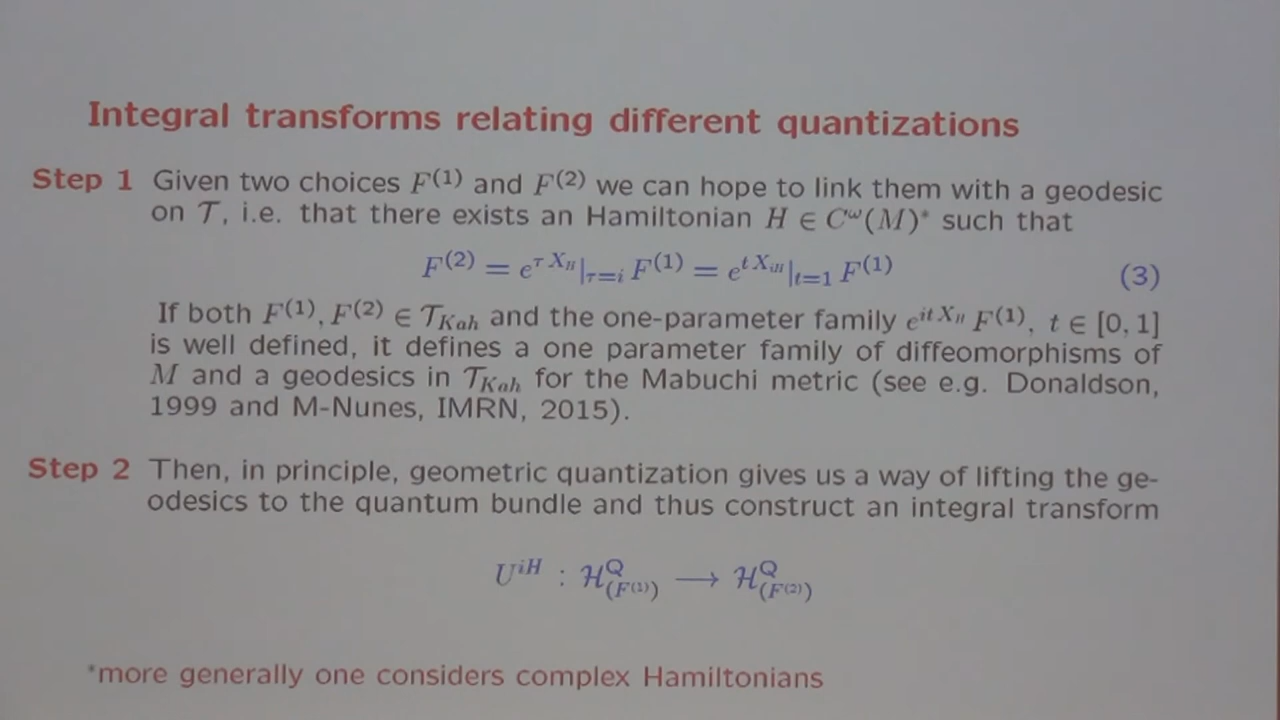 Integral transforms relating different quantizations
Step 1 Given two choices F⁽¹⁾ and F⁽²⁾ we can hope to link them with a geodesic
on 𝒯, i.e. that there exists an Hamiltonian H ∈ C^ω(M)* such that
F⁽²⁾ = e^{τ X_H}|_{τ=i} F⁽¹⁾ = e^{t X_{iH}}|_{t=1} F⁽¹⁾ (3)
If both F⁽¹⁾, F⁽²⁾ ∈ 𝒯_{Kah} and the one-parameter family e^{it X_H} F⁽¹⁾, t ∈ [0, 1]
is well defined, it defines a one parameter family of diffeomorphisms of
M and a geodesics in 𝒯_{Kah} for the Mabuchi metric (see e.g. Donaldson,
1999 and M-Nunes, IMRN, 2015).
Step 2 Then, in principle, geometric quantization gives us a way of lifting the ge-
odesics to the quantum bundle and thus construct an integral transform
U^{iH} : ℋ^Q_{(F⁽¹⁾)} ⟶ ℋ^Q_{(F⁽²⁾)}
*more generally one considers complex Hamiltonians